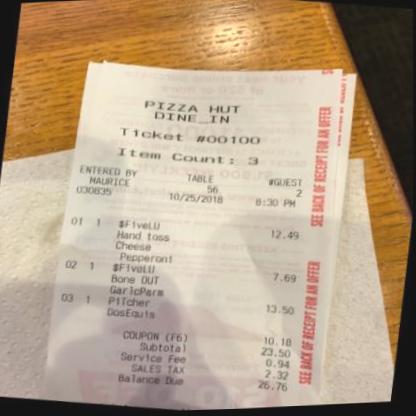 PIZZA HUT
DINE_IN
Ticket #00100
Item Count: 3
ENTERED BY TABLE #GUEST
MAURICE 56 2
030835 10/25/2018 8:30 PM
01 1 $FiveLU 12.49
Hand toss
Cheese
Pepperoni
02 1 $FiveLU 7.69
Bone OUT
GarlcParm
03 1 Pitcher 13.50
DosEquis
COUPON (F6) 10.18
Subtotal 23.50
Service Fee 0.94
SALES TAX 2.32
Balance Due 26.76
SEE BACK OF RECEIPT FOR AN OFFER
SEE BACK OF RECEIPT FOR AN OFFER